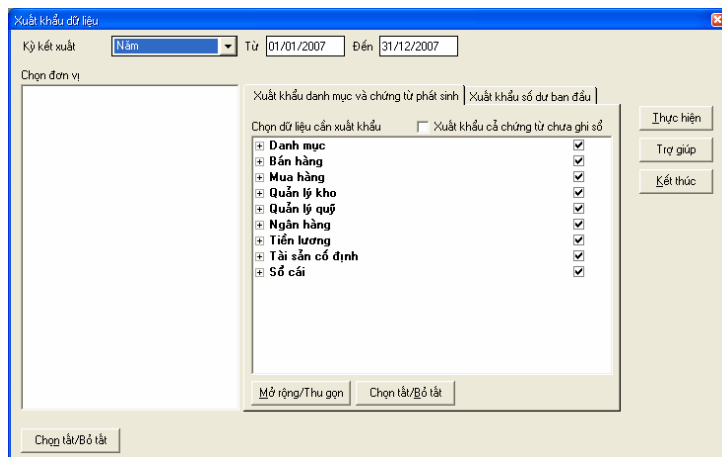 Xuất khẩu dữ liệu
Kỳ kết xuất Năm Từ 01/01/2007 Đến 31/12/2007
Chọn đơn vị
Xuất khẩu danh mục và chứng từ phát sinh Xuất khẩu số dư ban đầu
Chọn dữ liệu cần xuất khẩu Xuất khẩu cả chứng từ chưa ghi sổ
Danh mục
Bán hàng
Mua hàng
Quản lý kho
Quản lý quỹ
Ngân hàng
Tiền lương
Tài sản cố định
Sổ cái
Thực hiện
Trợ giúp
Kết thúc
Mở rộng/Thu gọn Chọn tất/Bỏ tất
Chọn tất/Bỏ tất